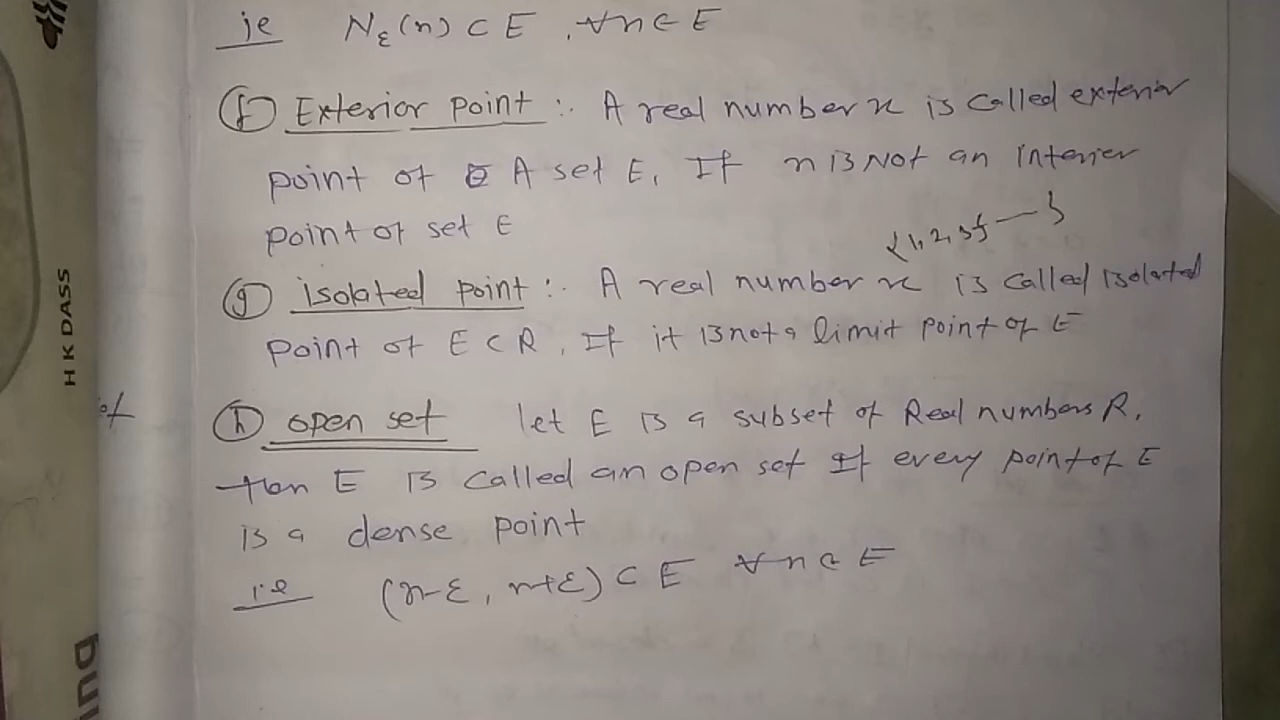 ie Nε(n) ⊂ E , ∀ n ∈ E
(f) Exterior point :. A real number x is called exterior
point of A set E, If n is Not an interier
point of set E
{1, 2, 3, }
(g) isolated point :. A real number x is called isolated
point of E ⊂ R, If it is not a limit point of E
(h) open set let E is a subset of Real numbers R.
then E is called an open set If every point of E
is a dense point
i.e (n-ε, n+ε) ⊂ E ∀ n ∈ E
H K DASS
of
ing